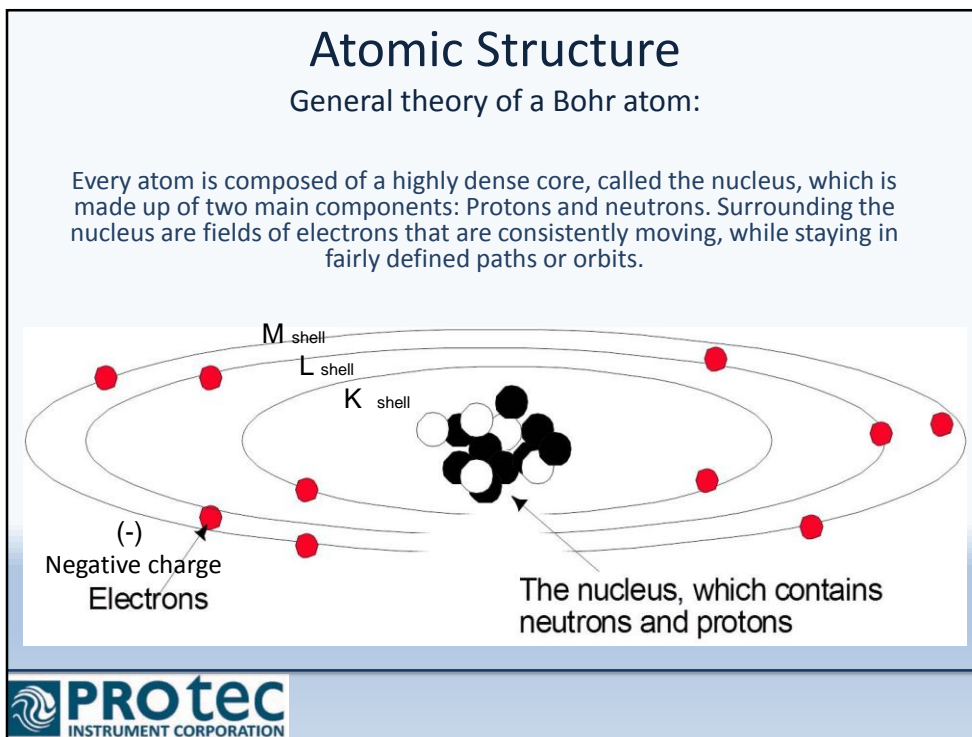 Atomic Structure
General theory of a Bohr atom:
Every atom is composed of a highly dense core, called the nucleus, which is
made up of two main components: Protons and neutrons. Surrounding the
nucleus are fields of electrons that are consistently moving, while staying in
fairly defined paths or orbits.
M shell
L shell
K shell
(-)
Negative charge
Electrons
The nucleus, which contains
neutrons and protons
PROtec
INSTRUMENT CORPORATION